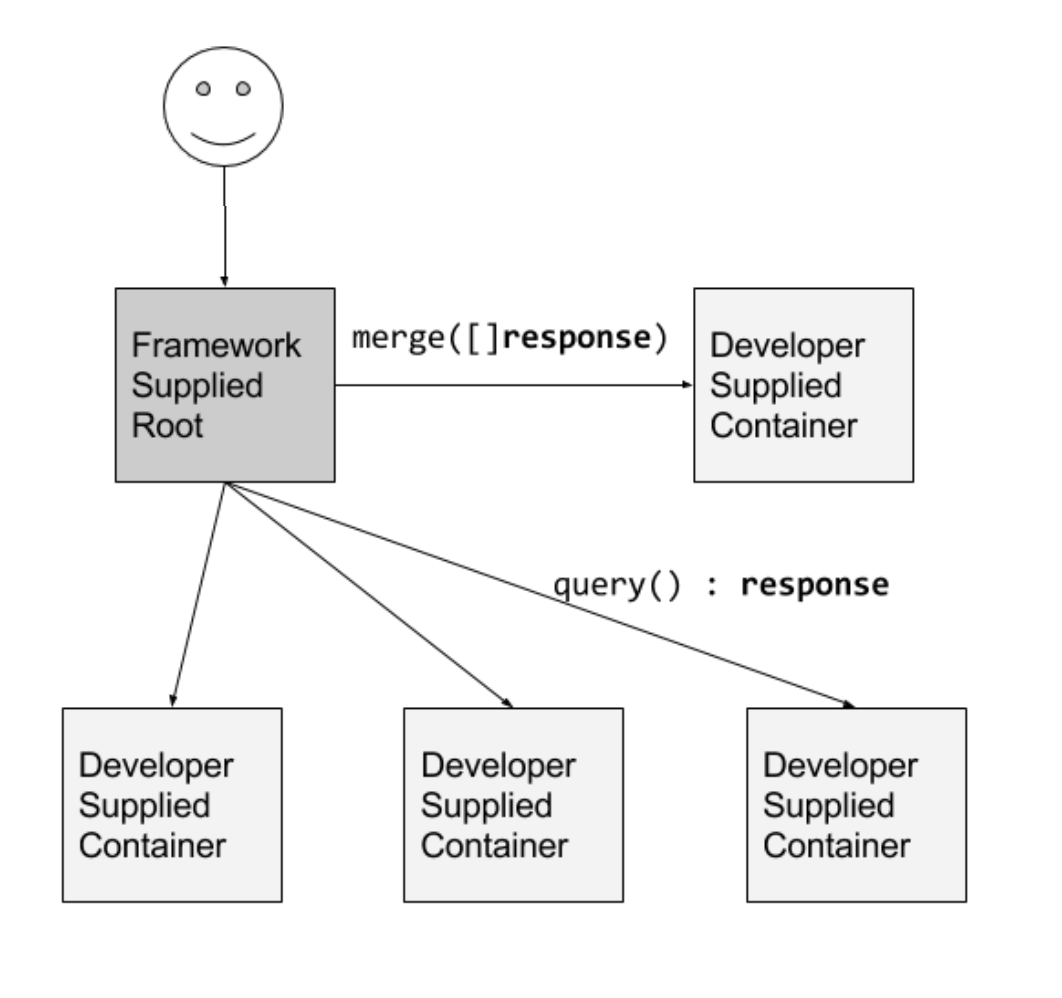 Framework
Supplied
Root
merge([]response)
Developer
Supplied
Container
query() : response
Developer
Supplied
Container
Developer
Supplied
Container
Developer
Supplied
Container